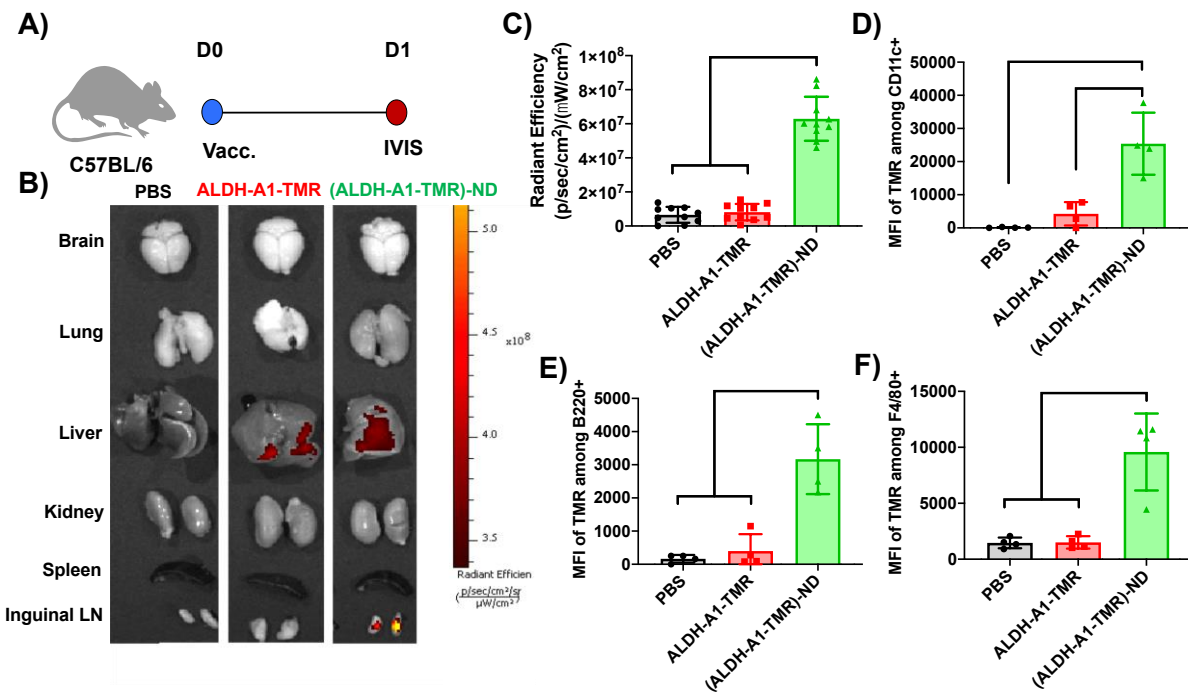 A)
D0
D1
C57BL/6
Vacc.
IVIS
B)
PBS
ALDH-A1-TMR
(ALDH-A1-TMR)-ND
Brain
Lung
Liver
Kidney
Spleen
Inguinal LN
5.0
4.5
×10⁸
4.0
3.5
Radiant Efficien
(p/sec/cm²/sr
µW/cm²)
C)
Radiant Efficiency
(p/sec/cm²)/(mW/cm²)
1×10⁸
8×10⁷
6×10⁷
4×10⁷
2×10⁷
0
PBS
ALDH-A1-TMR
(ALDH-A1-TMR)-ND
D)
MFI of TMR among CD11c+
50000
40000
30000
20000
10000
0
PBS
ALDH-A1-TMR
(ALDH-A1-TMR)-ND
E)
MFI of TMR among B220+
5000
4000
3000
2000
1000
0
PBS
ALDH-A1-TMR
(ALDH-A1-TMR)-ND
F)
MFI of TMR among F4/80+
15000
10000
5000
0
PBS
ALDH-A1-TMR
(ALDH-A1-TMR)-ND